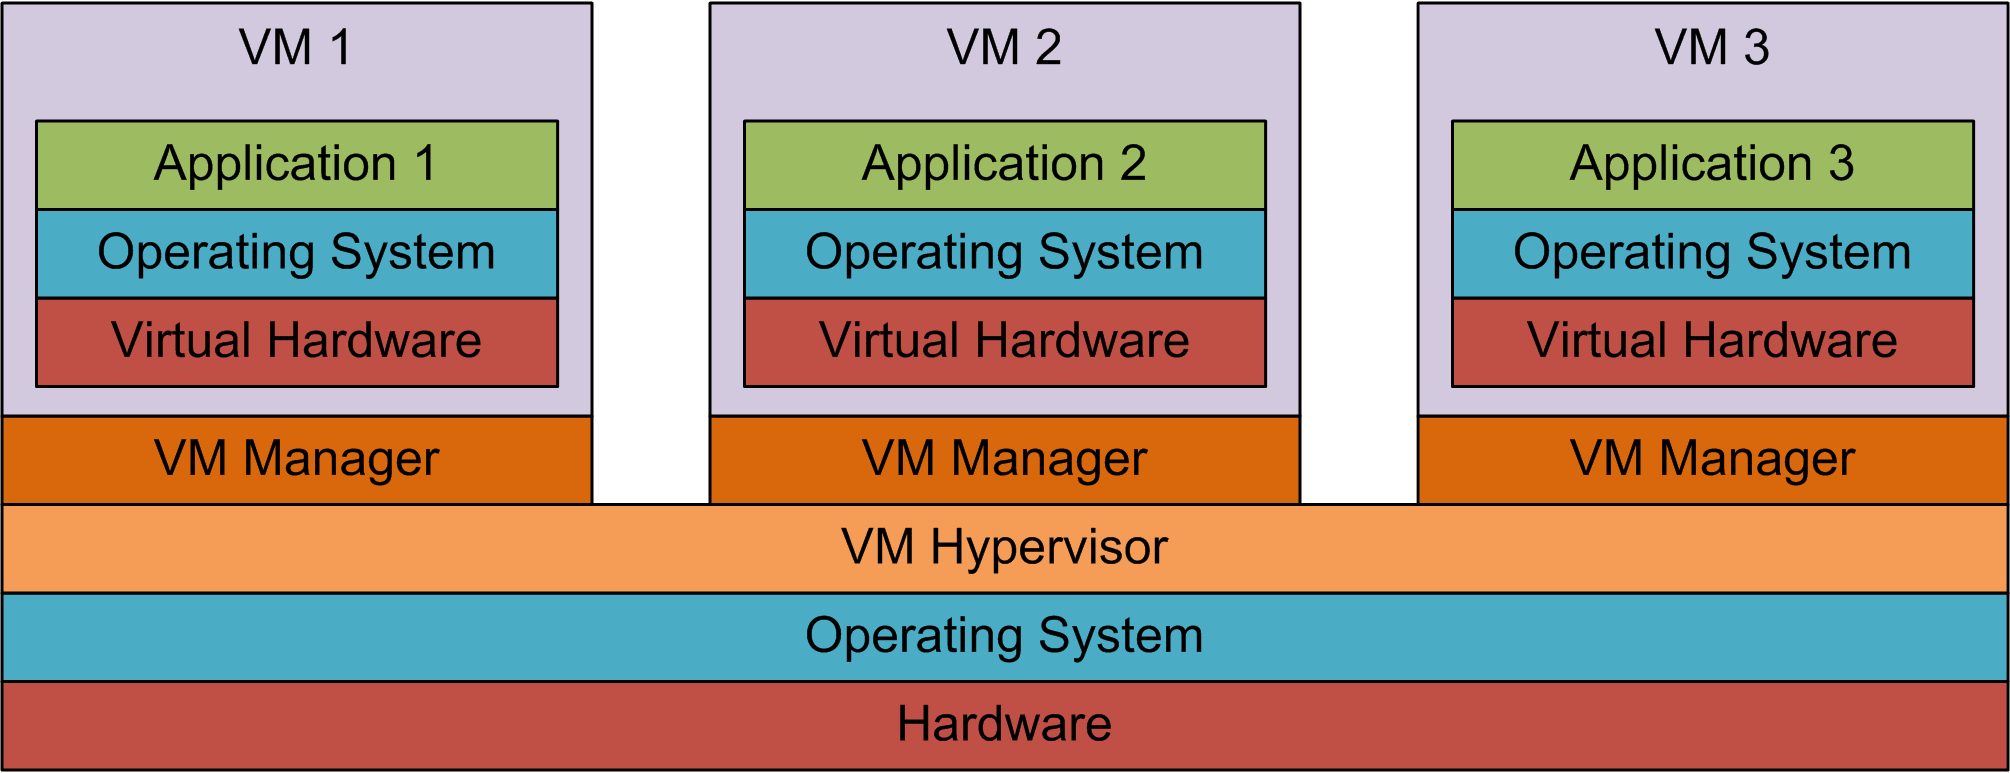 VM 1
Application 1
Operating System
Virtual Hardware
VM Manager
VM 2
Application 2
Operating System
Virtual Hardware
VM Manager
VM 3
Application 3
Operating System
Virtual Hardware
VM Manager
VM Hypervisor
Operating System
Hardware